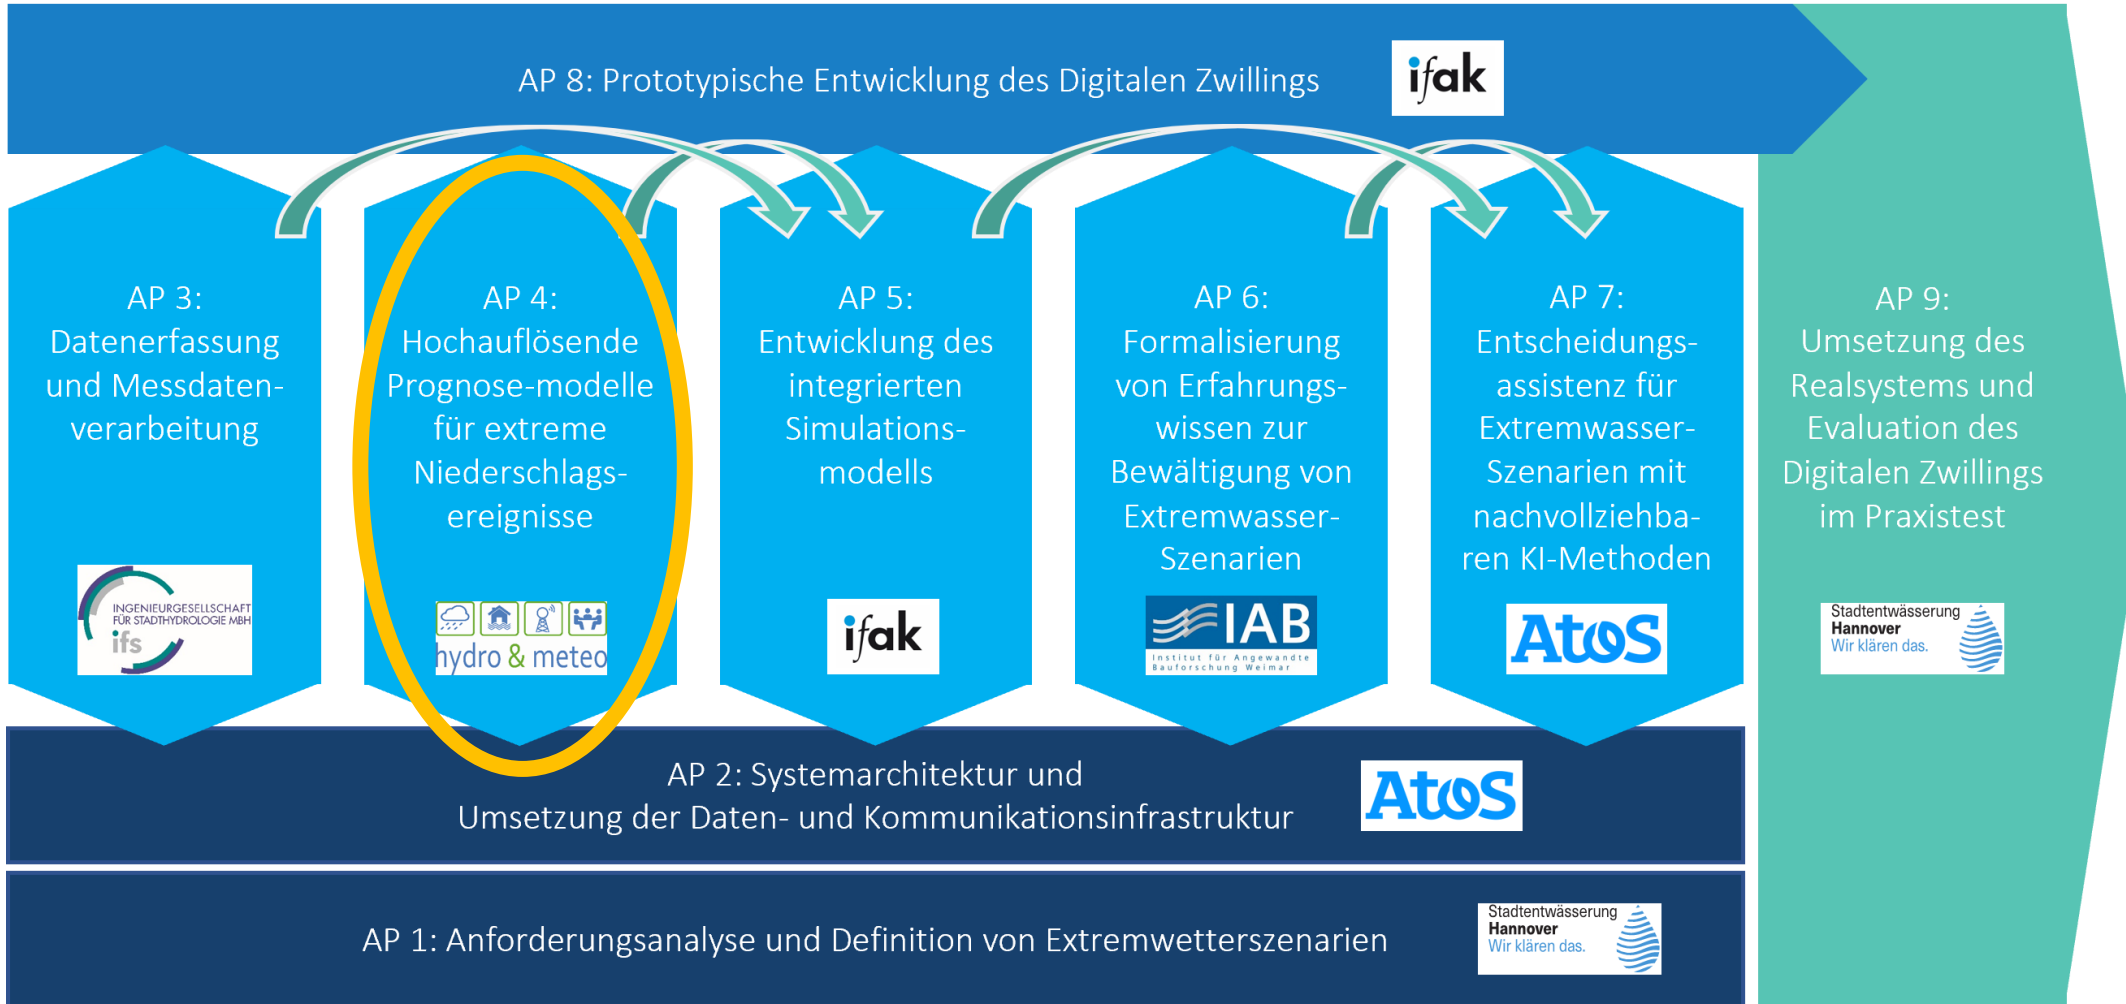 AP 8: Prototypische Entwicklung des Digitalen Zwillings
ifak
AP 3:
Datenerfassung
und Messdaten-
verarbeitung
INGENIEURGESELLSCHAFT
FÜR STADTHYDROLOGIE MBH
ifs
AP 4:
Hochauflösende
Prognose-modelle
für extreme
Niederschlags-
ereignisse
hydro & meteo
AP 5:
Entwicklung des
integrierten
Simulations-
modells
ifak
AP 6:
Formalisierung
von Erfahrungs-
wissen zur
Bewältigung von
Extremwasser-
Szenarien
IAB
Institut für Angewandte
Bauforschung Weimar
AP 7:
Entscheidungs-
assistenz für
Extremwasser-
Szenarien mit
nachvollziehba-
ren KI-Methoden
Atos
AP 9:
Umsetzung des
Realsystems und
Evaluation des
Digitalen Zwillings
im Praxistest
Stadtentwässerung
Hannover
Wir klären das.
AP 2: Systemarchitektur und
Umsetzung der Daten- und Kommunikationsinfrastruktur
Atos
AP 1: Anforderungsanalyse und Definition von Extremwetterszenarien
Stadtentwässerung
Hannover
Wir klären das.